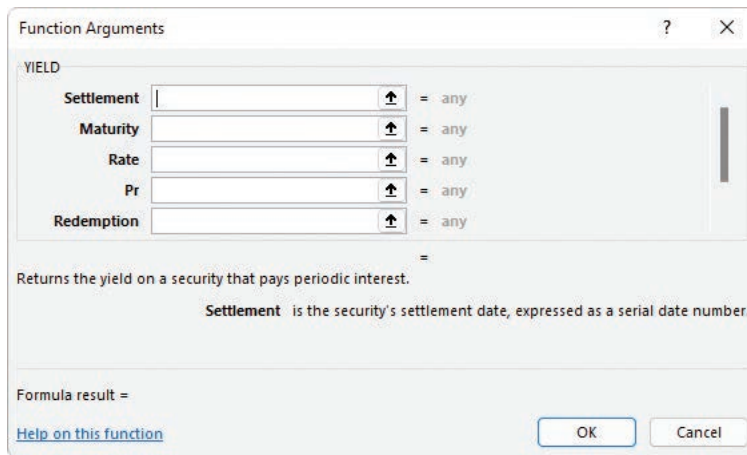 Function Arguments ? ×
YIELD
Settlement = any
Maturity = any
Rate = any
Pr = any
Redemption = any
=
Returns the yield on a security that pays periodic interest.
Settlement is the security's settlement date, expressed as a serial date number
Formula result =
Help on this function OK Cancel